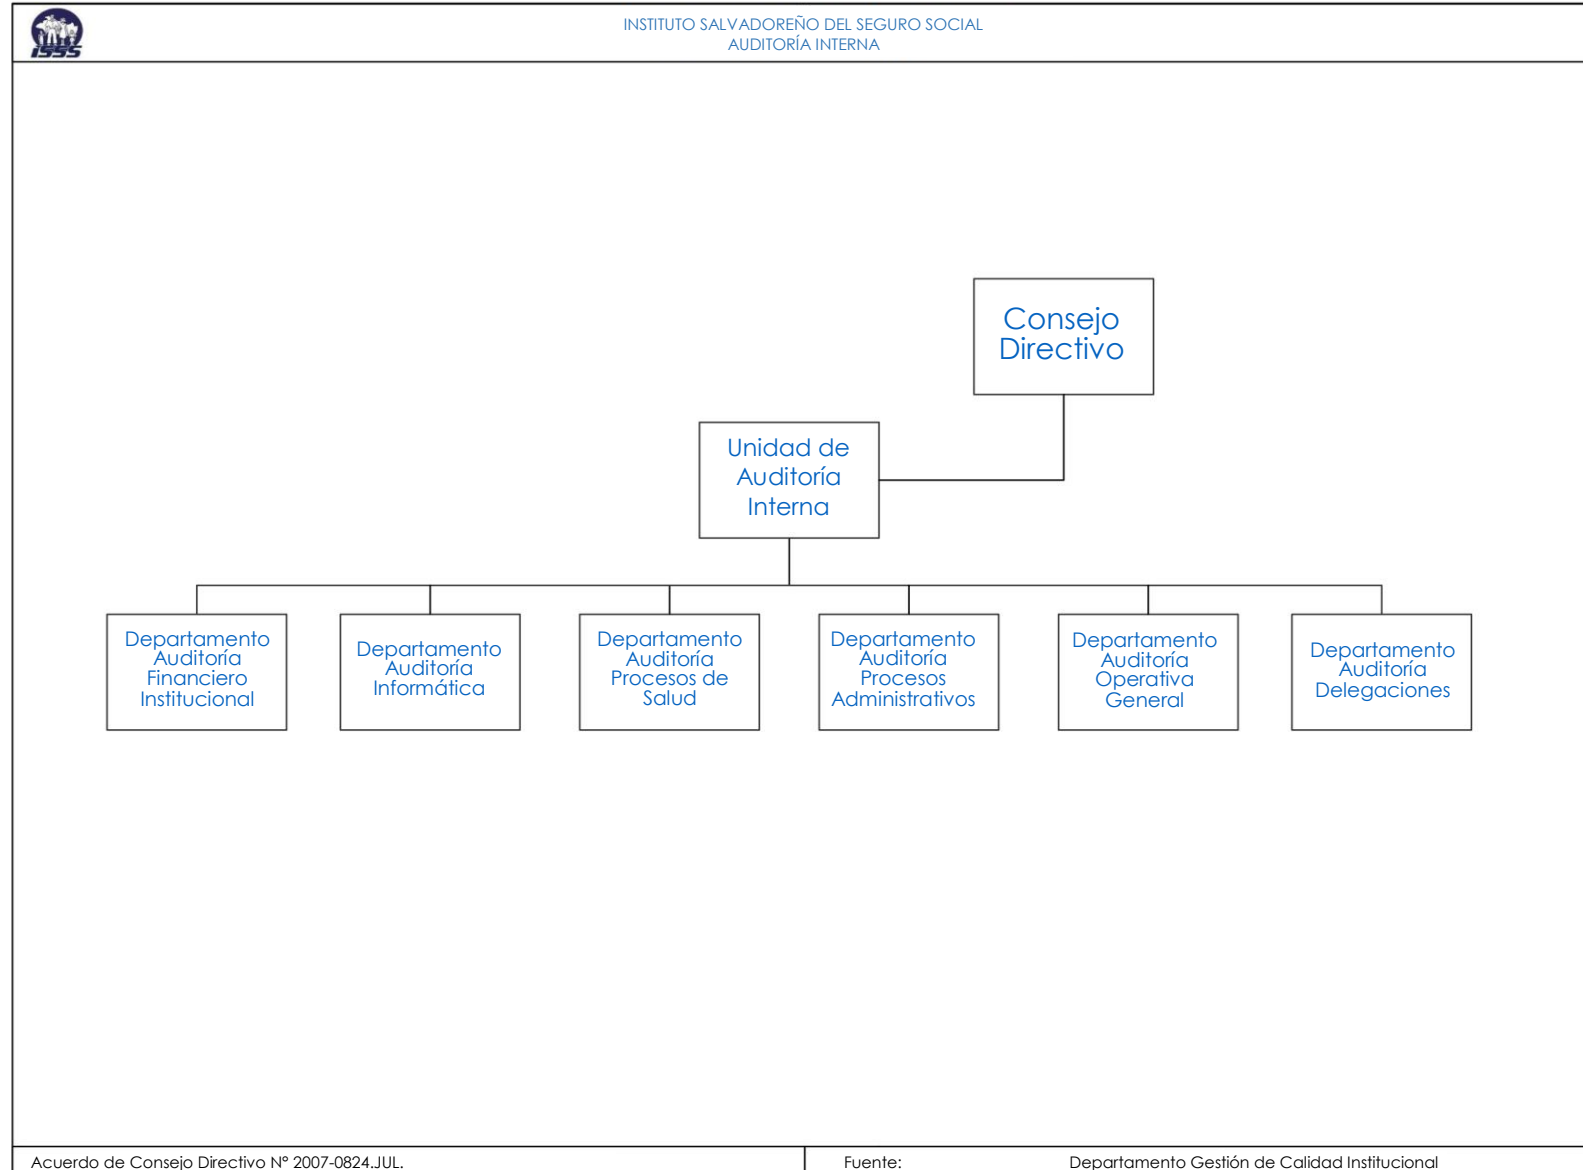 ISSS
INSTITUTO SALVADOREÑO DEL SEGURO SOCIAL
AUDITORÍA INTERNA
Consejo
Directivo
Unidad de
Auditoría
Interna
Departamento
Auditoría
Financiero
Institucional
Departamento
Auditoría
Informática
Departamento
Auditoría
Procesos de
Salud
Departamento
Auditoría
Procesos
Administrativos
Departamento
Auditoría
Operativa
General
Departamento
Auditoría
Delegaciones
Acuerdo de Consejo Directivo Nº 2007-0824.JUL.
Fuente: Departamento Gestión de Calidad Institucional